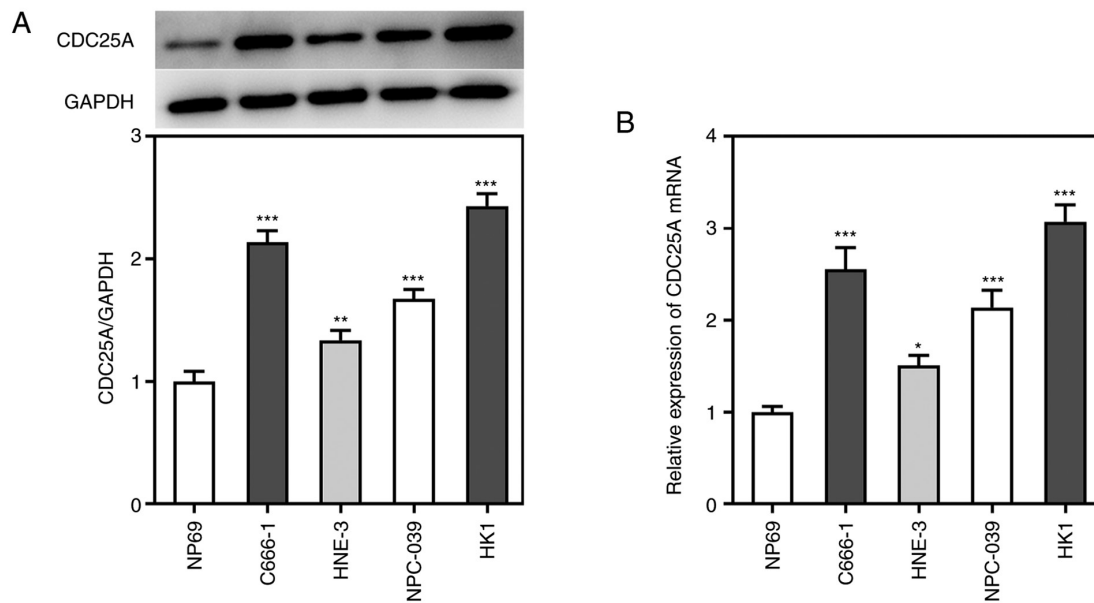 A
CDC25A
GAPDH
CDC25A/GAPDH
3
2
1
0
***
**
***
***
NP69
C666-1
HNE-3
NPC-039
HK1
B
Relative expression of CDC25A mRNA
4
3
2
1
0
***
*
***
***
NP69
C666-1
HNE-3
NPC-039
HK1